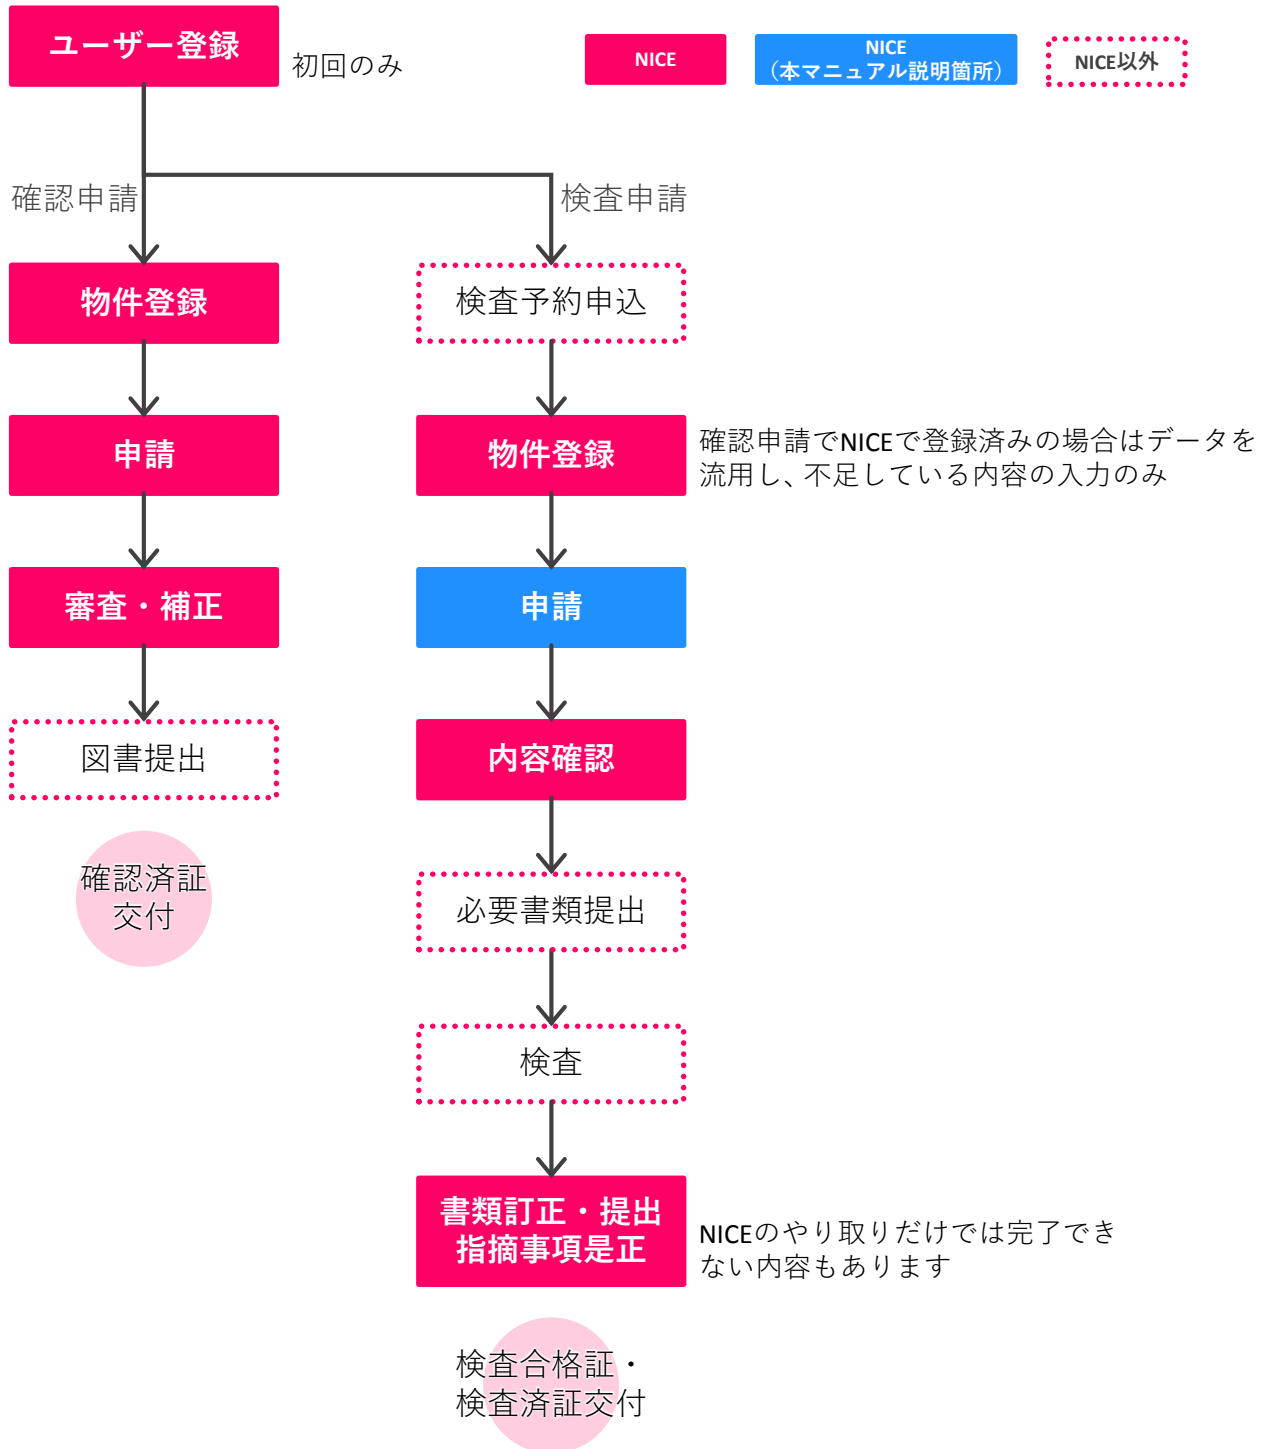 ユーザー登録
初回のみ
NICE
NICE
（本マニュアル説明箇所）
NICE以外
確認申請
検査申請
物件登録
申請
審査・補正
図書提出
確認済証
交付
検査予約申込
物件登録
確認申請でNICEで登録済みの場合はデータを
流用し、不足している内容の入力のみ
申請
内容確認
必要書類提出
検査
書類訂正・提出
指摘事項是正
NICEのやり取りだけでは完了でき
ない内容もあります
検査合格証・
検査済証交付